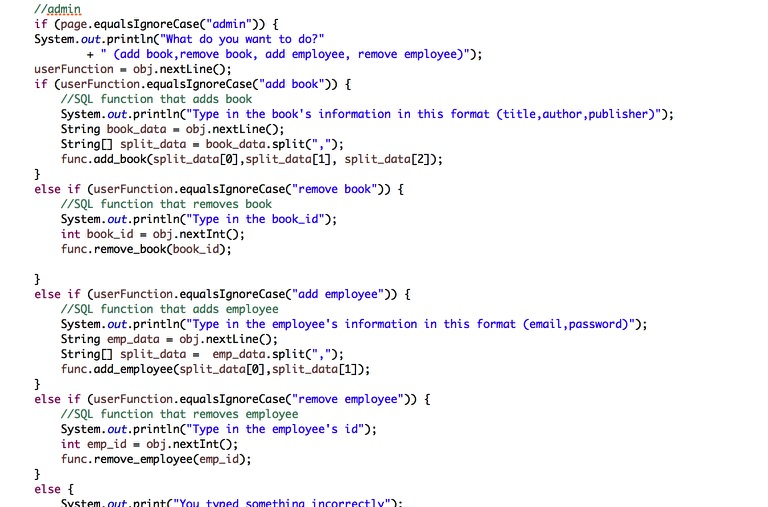 //admin
if (page.equalsIgnoreCase("admin")) {
System.out.println("What do you want to do?"
        + " (add book,remove book, add employee, remove employee)");
userFunction = obj.nextLine();
if (userFunction.equalsIgnoreCase("add book")) {
    //SQL function that adds book
    System.out.println("Type in the book's information in this format (title,author,publisher)");
    String book_data = obj.nextLine();
    String[] split_data = book_data.split(",");
    func.add_book(split_data[0],split_data[1], split_data[2]);
}
else if (userFunction.equalsIgnoreCase("remove book")) {
    //SQL function that removes book
    System.out.println("Type in the book_id");
    int book_id = obj.nextInt();
    func.remove_book(book_id);
}
else if (userFunction.equalsIgnoreCase("add employee")) {
    //SQL function that adds employee
    System.out.println("Type in the employee's information in this format (email,password)");
    String emp_data = obj.nextLine();
    String[] split_data =  emp_data.split(",");
    func.add_employee(split_data[0],split_data[1]);
}
else if (userFunction.equalsIgnoreCase("remove employee")) {
    //SQL function that removes employee
    System.out.println("Type in the employee's id");
    int emp_id = obj.nextInt();
    func.remove_employee(emp_id);
}
else {
    System.out.print("You typed something incorrectly");